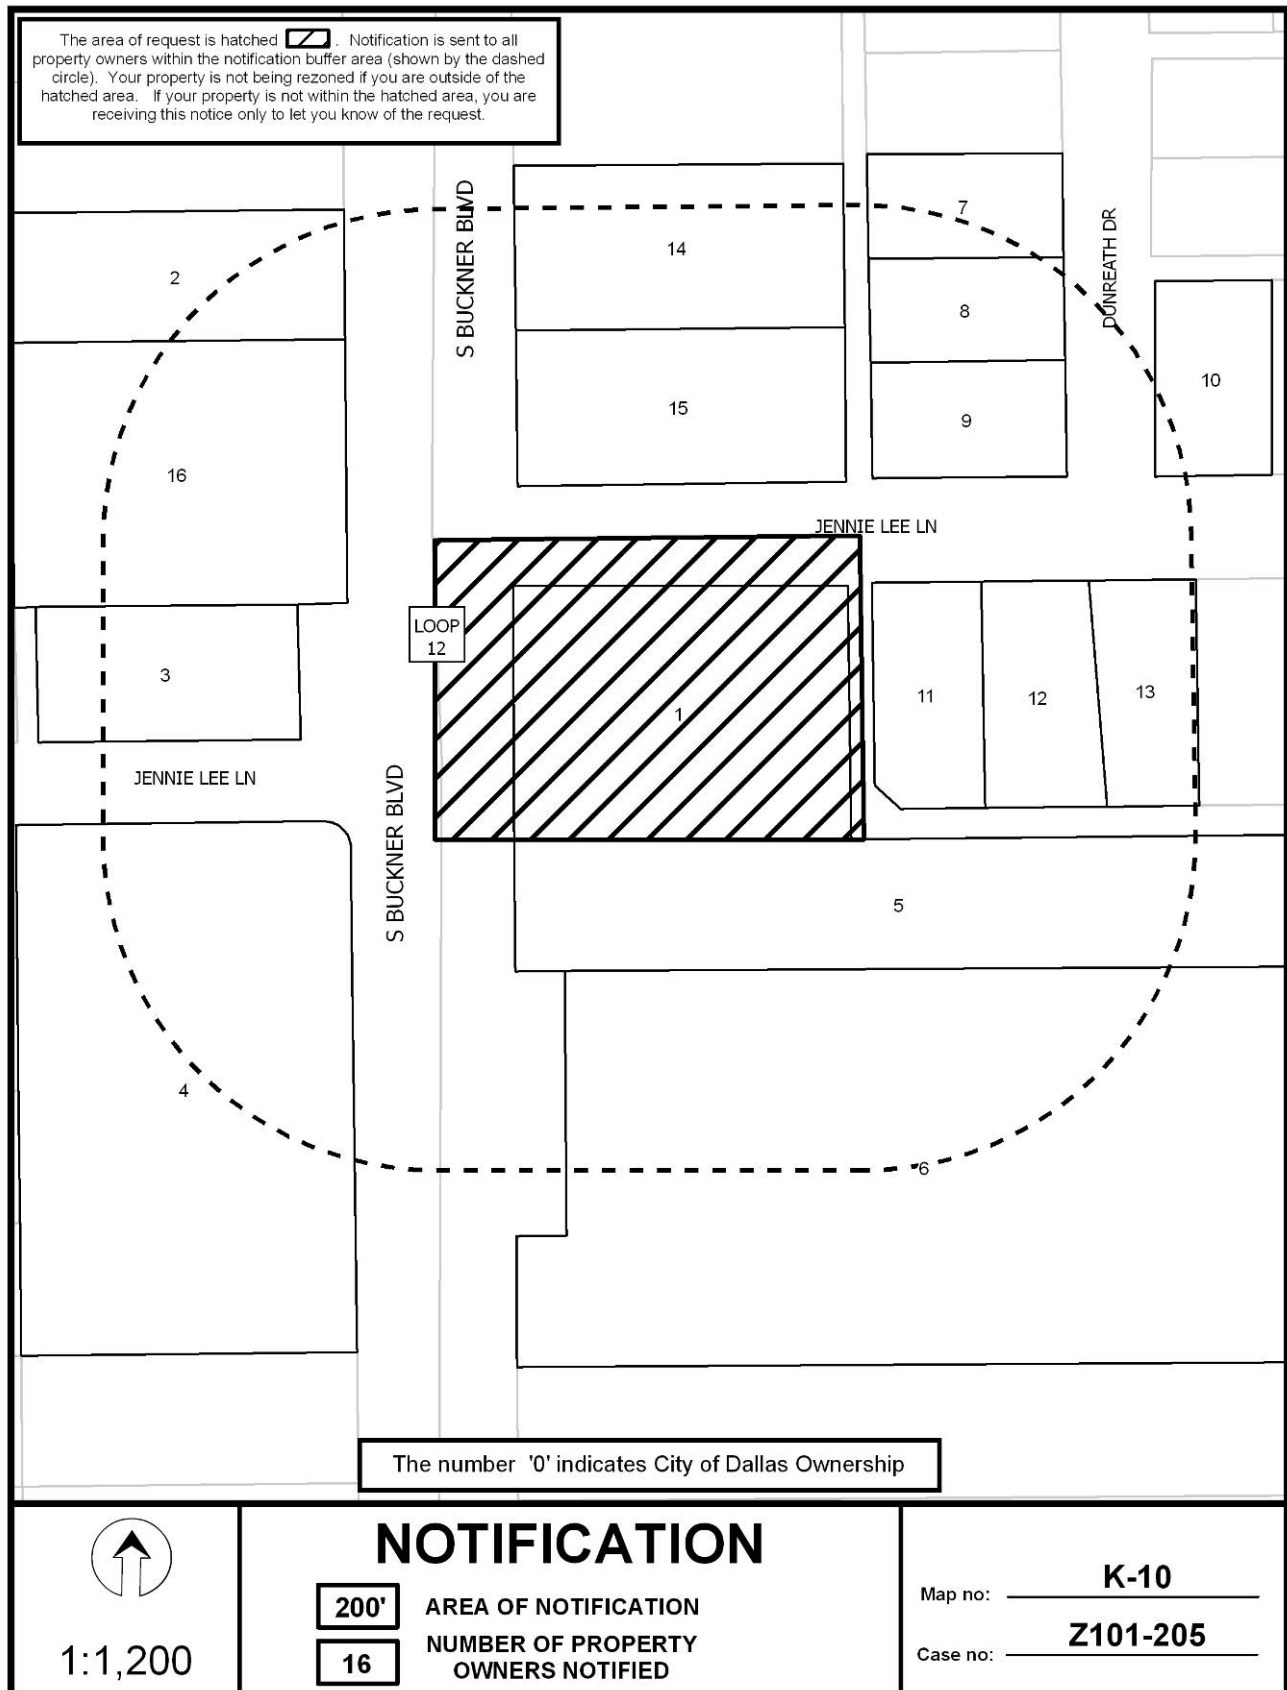 The area of request is hatched . Notification is sent to all
property owners within the notification buffer area (shown by the dashed
circle). Your property is not being rezoned if you are outside of the
hatched area. If your property is not within the hatched area, you are
receiving this notice only to let you know of the request.
S BUCKNER BLVD
DUNREATH DR
7
14
2
8
10
15
9
16
JENNIE LEE LN
LOOP
12
3
1
11
12
13
JENNIE LEE LN
S BUCKNER BLVD
5
4
6
The number '0' indicates City of Dallas Ownership
1:1,200
NOTIFICATION
200' AREA OF NOTIFICATION
16 NUMBER OF PROPERTY
OWNERS NOTIFIED
Map no: K-10
Case no: Z101-205